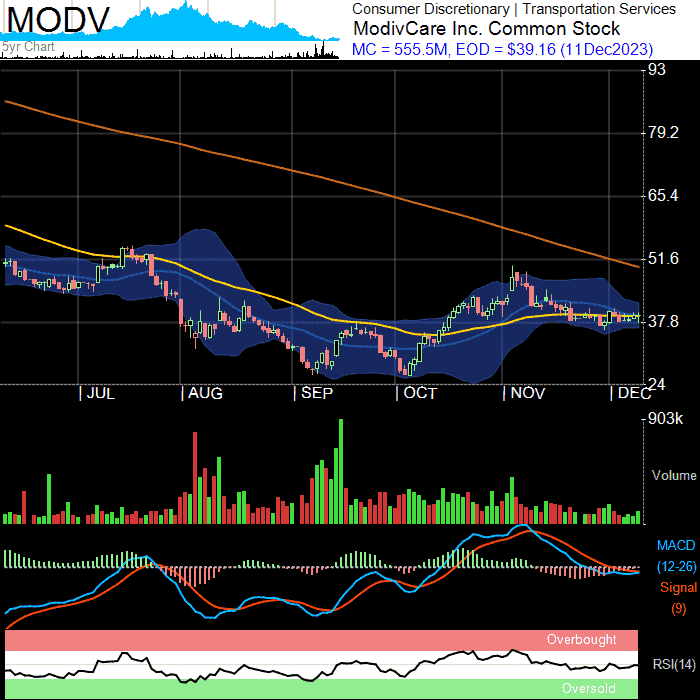 MODV
5yr Chart
Consumer Discretionary | Transportation Services
ModivCare Inc. Common Stock
MC = 555.5M, EOD = $39.16 (11Dec2023)
93
79.2
65.4
51.6
37.8
24
JUL
AUG
SEP
OCT
NOV
DEC
903k
Volume
MACD
(12-26)
Signal
(9)
Overbought
RSI(14)
Oversold